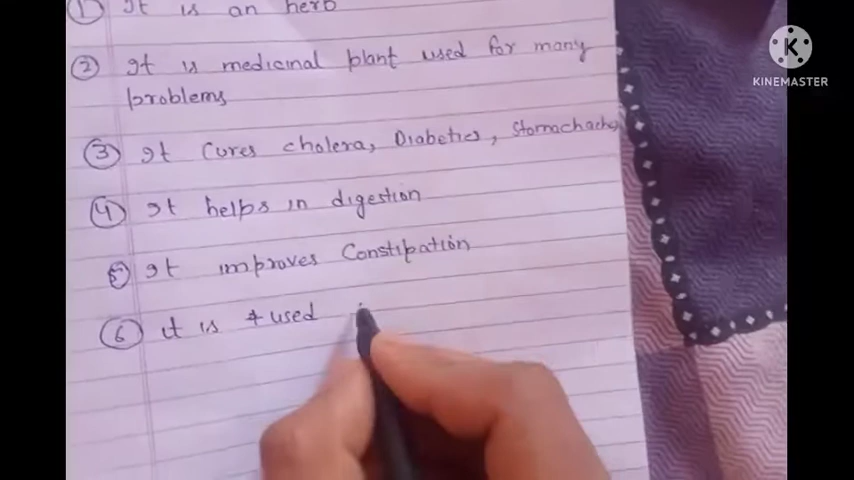 ① It is an herb
② It is medicinal plant used for many
problems
③ It Cures cholera, Diabetics, Stomachache,
④ It helps in digestion
⑤ It improves Constipation
⑥ it is used
KINEMASTER